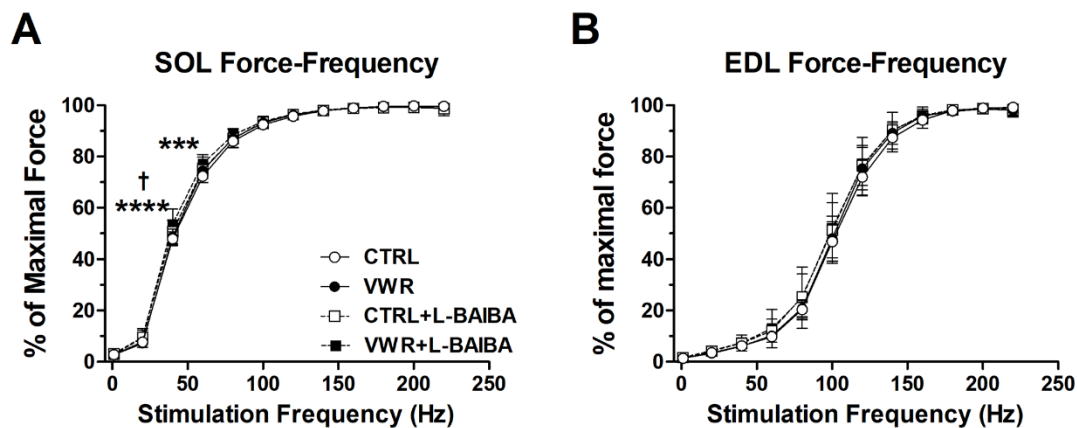 A
B
SOL Force-Frequency
EDL Force-Frequency
% of Maximal Force
100
80
60
40
20
0
***
†
****
CTRL
VWR
CTRL+L-BAIBA
VWR+L-BAIBA
0 50 100 150 200 250
Stimulation Frequency (Hz)
% of maximal force
100
80
60
40
20
0
0 50 100 150 200 250
Stimulation Frequency (Hz)